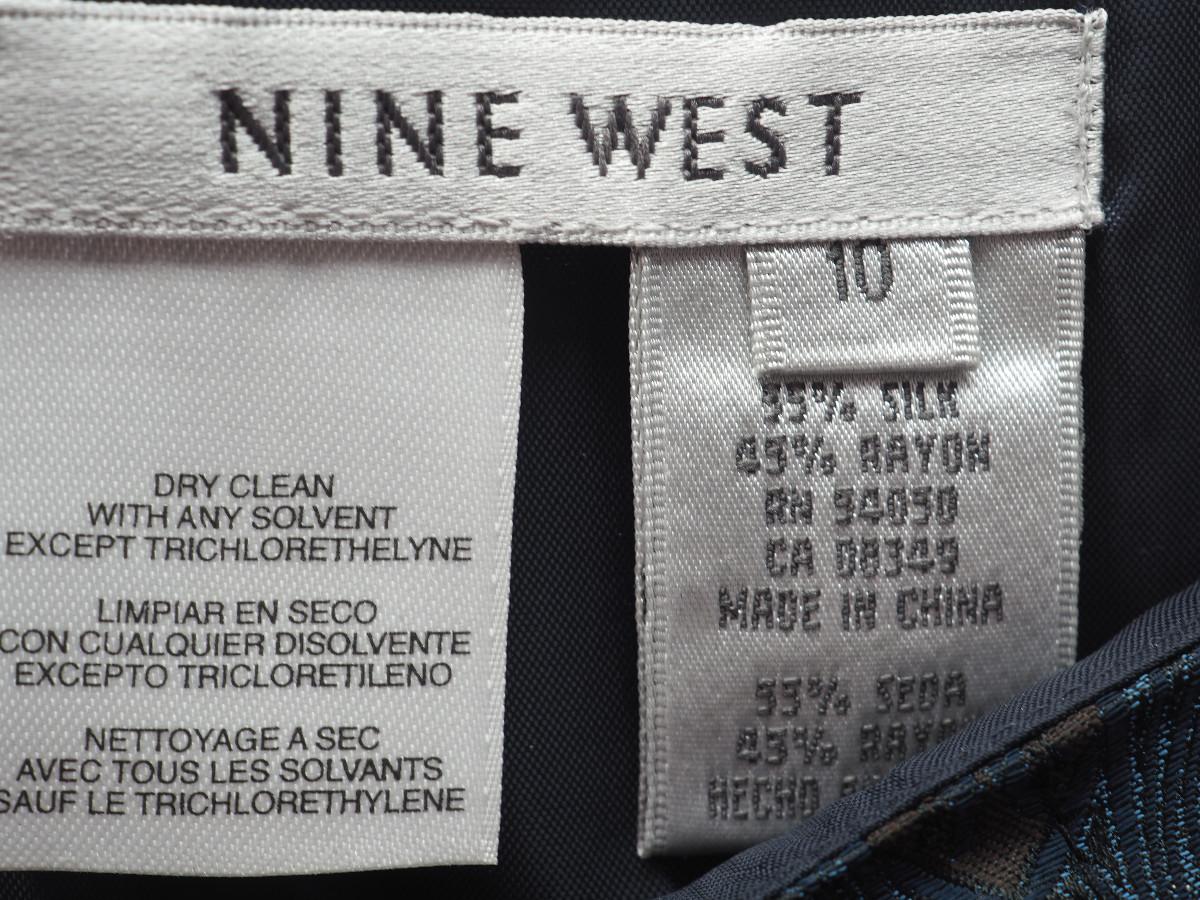 NINE WEST
10
DRY CLEAN
WITH ANY SOLVENT
EXCEPT TRICHLORETHELYNE
LIMPIAR EN SECO
CON CUALQUIER DISOLVENTE
EXCEPTO TRICLORETILENO
NETTOYAGE A SEC
AVEC TOUS LES SOLVANTS
SAUF LE TRICHLORETHYLENE
55% SILK
45% RAYON
RN
CA 08349
MADE IN CHINA
55% SEDA
45%
HECHO